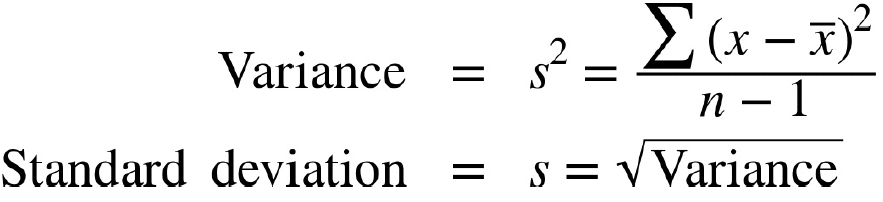 Variance = s² = ∑ (x − x̅)² / n − 1
Standard deviation = s = √Variance